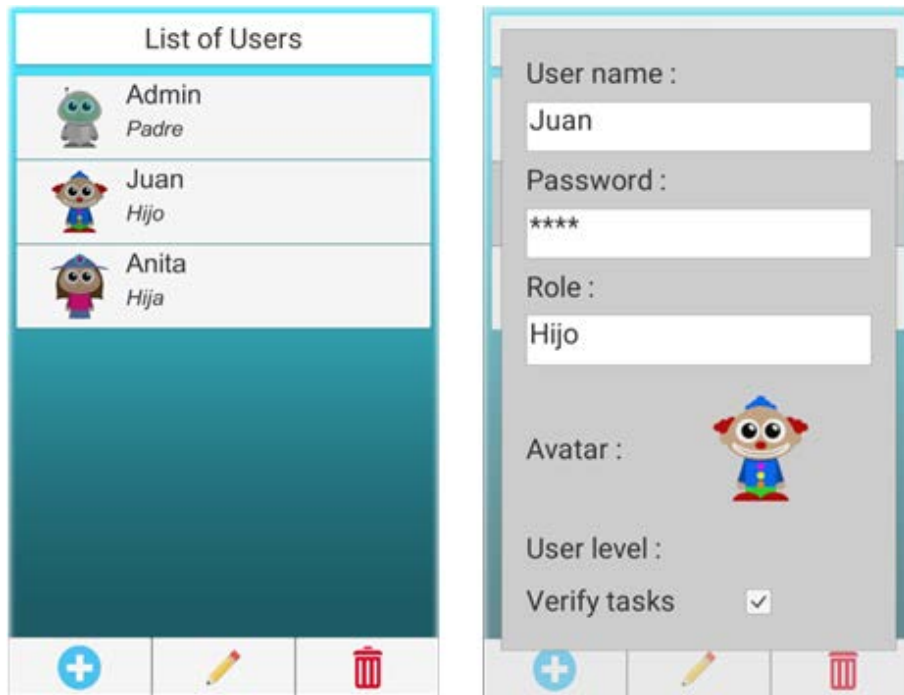 List of Users
Admin
Padre
Juan
Hijo
Anita
Hija
User name :
Juan
Password :
****
Role :
Hijo
Avatar :
User level :
Verify tasks